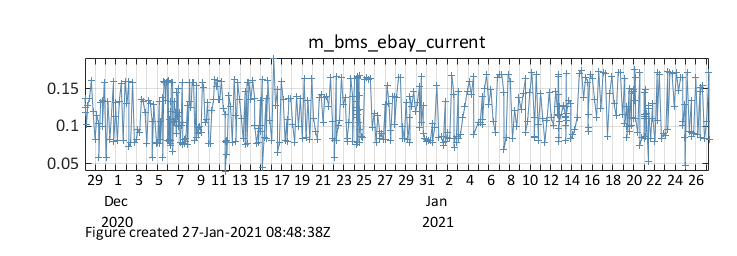 m_bms_ebay_current
0.15
0.1
0.05
29 1 3 5 7 9 11 13 15 17 19 21 23 25 27 29 31 2 4 6 8 10 12 14 16 18 20 22 24 26
Dec Jan
2020 2021
Figure created 27-Jan-2021 08:48:38Z